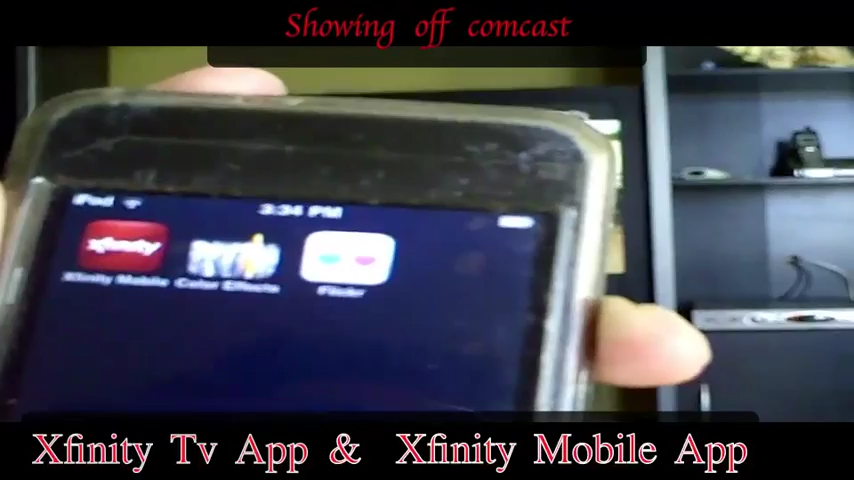 Showing off comcast
iPod 3:34 PM
xfinity
Xfinity Mobile Color Effects Flickr
Xfinity Tv App & Xfinity Mobile App